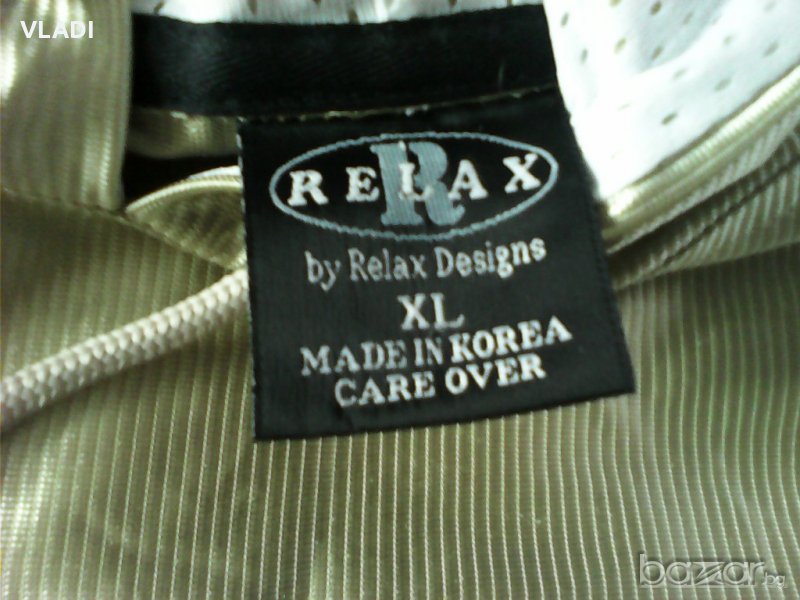 VLADI
R
RELAX
by Relax Designs
XL
MADE IN KOREA
CARE OVER
bazar.bg